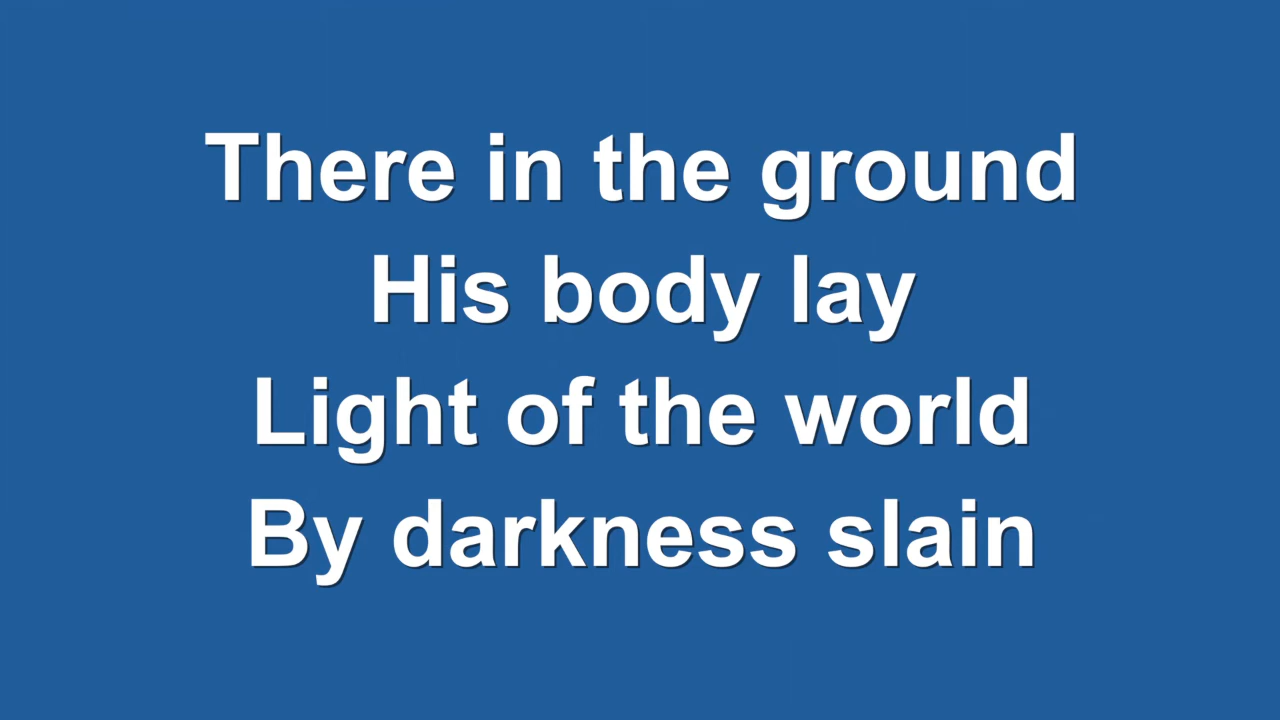 There in the ground
His body lay
Light of the world
By darkness slain